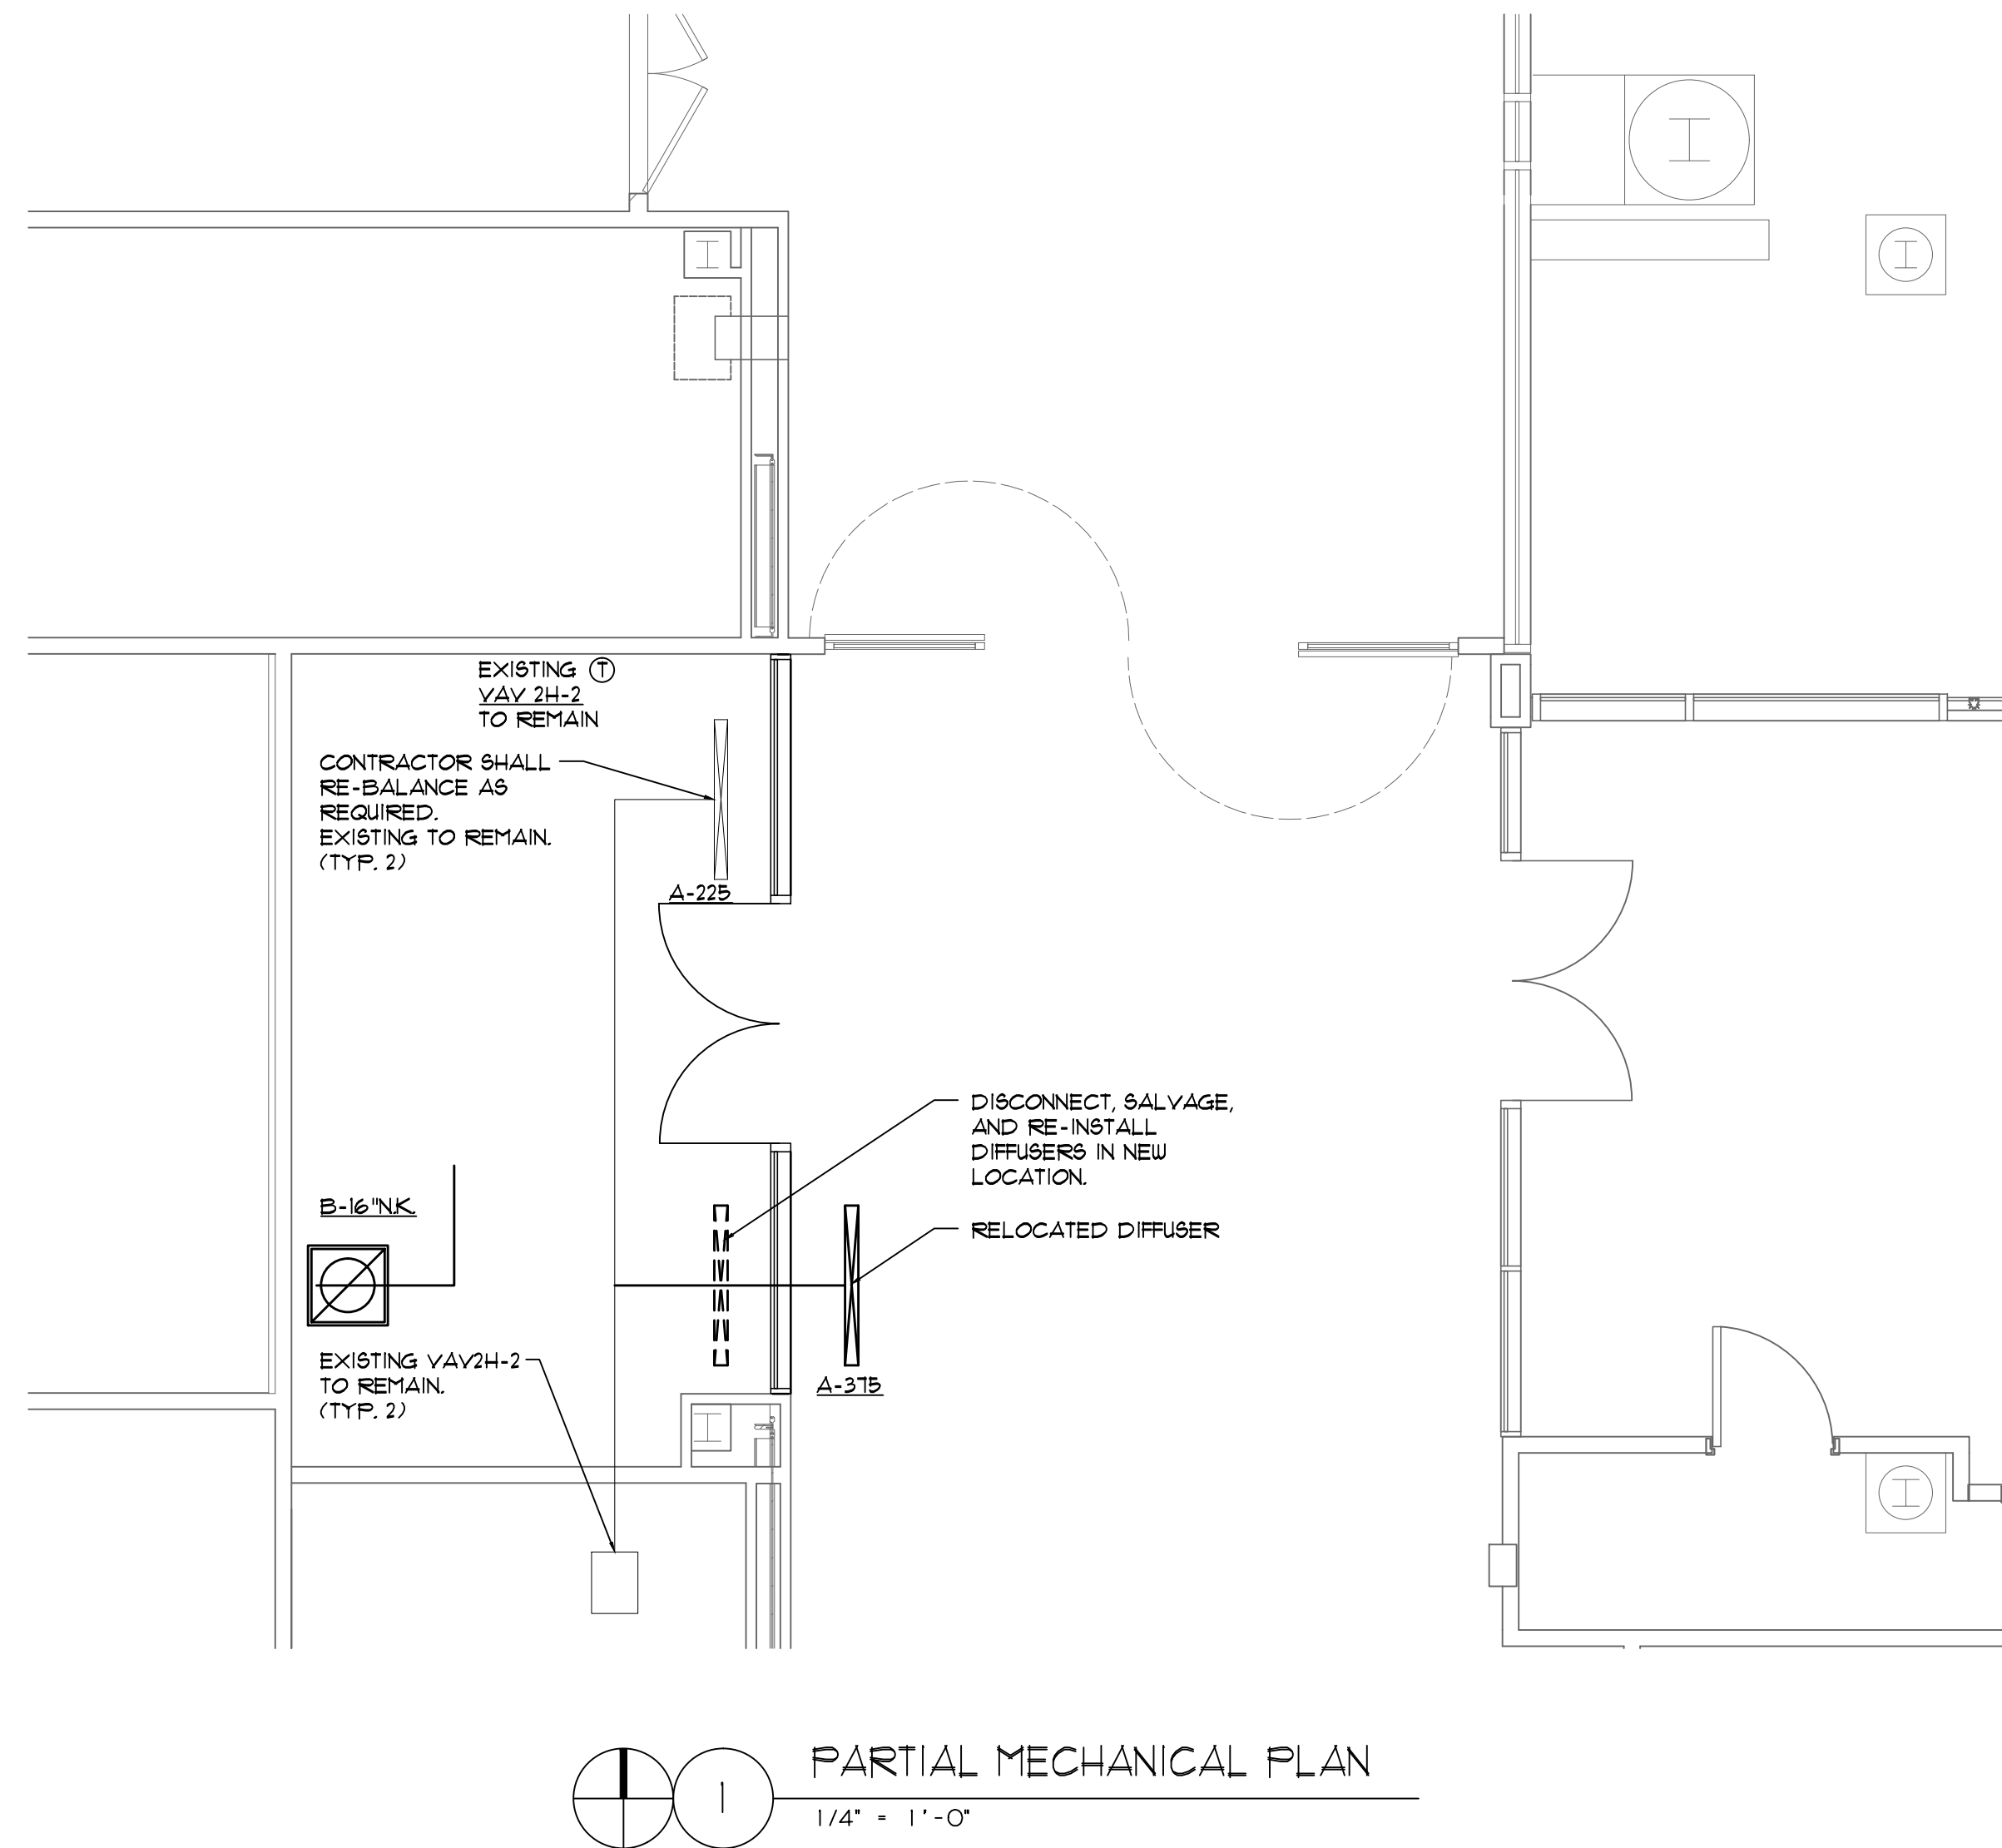 EXISTING T
VAV 2H-2
TO REMAIN
CONTRACTOR SHALL
RE-BALANCE AS
REQUIRED.
EXISTING TO REMAIN.
(TYP. 2)
A-225
DISCONNECT, SALVAGE,
AND RE-INSTALL
DIFFUSERS IN NEW
LOCATION.
RELOCATED DIFFUSER
B-16"N.K.
EXISTING VAV2H-2
TO REMAIN.
(TYP. 2)
A-375
1
PARTIAL MECHANICAL PLAN
1/4" = 1'-0"